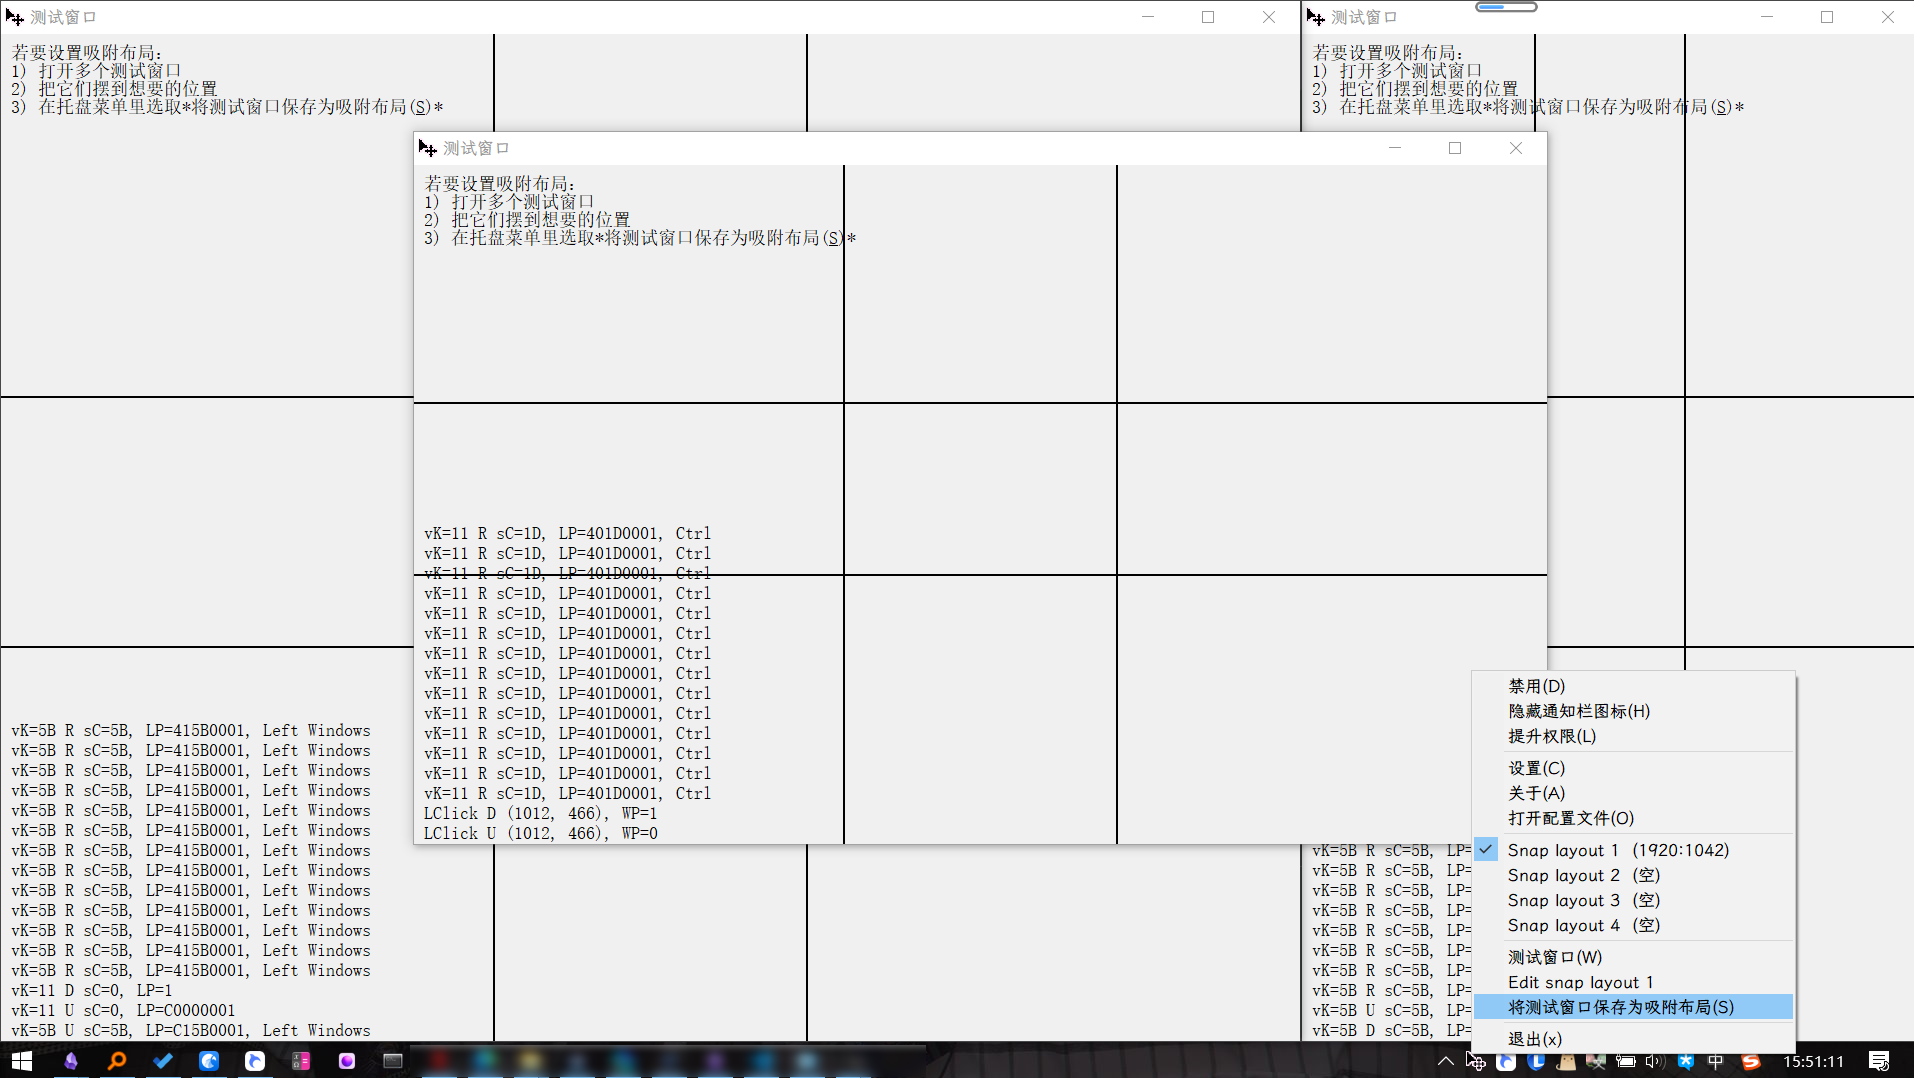 测试窗口
若要设置吸附布局:
1) 打开多个测试窗口
2) 把它们摆到想要的位置
3) 在托盘菜单里选取*将测试窗口保存为吸附布局(S)*
vK=5B R sC=5B, LP=415B0001, Left Windows
vK=5B R sC=5B, LP=415B0001, Left Windows
vK=5B R sC=5B, LP=415B0001, Left Windows
vK=5B R sC=5B, LP=415B0001, Left Windows
vK=5B R sC=5B, LP=415B0001, Left Windows
vK=5B R sC=5B, LP=415B0001, Left Windows
vK=5B R sC=5B, LP=415B0001, Left Windows
vK=5B R sC=5B, LP=415B0001, Left Windows
vK=5B R sC=5B, LP=415B0001, Left Windows
vK=5B R sC=5B, LP=415B0001, Left Windows
vK=5B R sC=5B, LP=415B0001, Left Windows
vK=5B R sC=5B, LP=415B0001, Left Windows
vK=5B R sC=5B, LP=415B0001, Left Windows
vK=11 D sC=0, LP=1
vK=11 U sC=0, LP=C0000001
vK=5B U sC=5B, LP=C15B0001, Left Windows
测试窗口
若要设置吸附布局:
1) 打开多个测试窗口
2) 把它们摆到想要的位置
3) 在托盘菜单里选取*将测试窗口保存为吸附布局(S)*
vK=11 R sC=1D, LP=401D0001, Ctrl
vK=11 R sC=1D, LP=401D0001, Ctrl
vK=11 R sC=1D, LP=401D0001, Ctrl
vK=11 R sC=1D, LP=401D0001, Ctrl
vK=11 R sC=1D, LP=401D0001, Ctrl
vK=11 R sC=1D, LP=401D0001, Ctrl
vK=11 R sC=1D, LP=401D0001, Ctrl
vK=11 R sC=1D, LP=401D0001, Ctrl
vK=11 R sC=1D, LP=401D0001, Ctrl
vK=11 R sC=1D, LP=401D0001, Ctrl
vK=11 R sC=1D, LP=401D0001, Ctrl
vK=11 R sC=1D, LP=401D0001, Ctrl
vK=11 R sC=1D, LP=401D0001, Ctrl
vK=11 R sC=1D, LP=401D0001, Ctrl
LClick D (1012, 466), WP=1
LClick U (1012, 466), WP=0
测试窗口
若要设置吸附布局:
1) 打开多个测试窗口
2) 把它们摆到想要的位置
3) 在托盘菜单里选取*将测试窗口保存为吸附布局(S)*
vK=5B R sC=5B, LP=
vK=5B R sC=5B, LP=
vK=5B R sC=5B, LP=
vK=5B R sC=5B, LP=
vK=5B R sC=5B, LP=
vK=5B R sC=5B, LP=
vK=5B R sC=5B, LP=
vK=5B R sC=5B, LP=
vK=5B U sC=5B, LP=
vK=5B D sC=5B, LP=
禁用(D)
隐藏通知栏图标(H)
提升权限(L)
设置(C)
关于(A)
打开配置文件(O)
Snap layout 1 (1920:1042)
Snap layout 2 (空)
Snap layout 3 (空)
Snap layout 4 (空)
测试窗口(W)
Edit snap layout 1
将测试窗口保存为吸附布局(S)
退出(x)
中
15:51:11